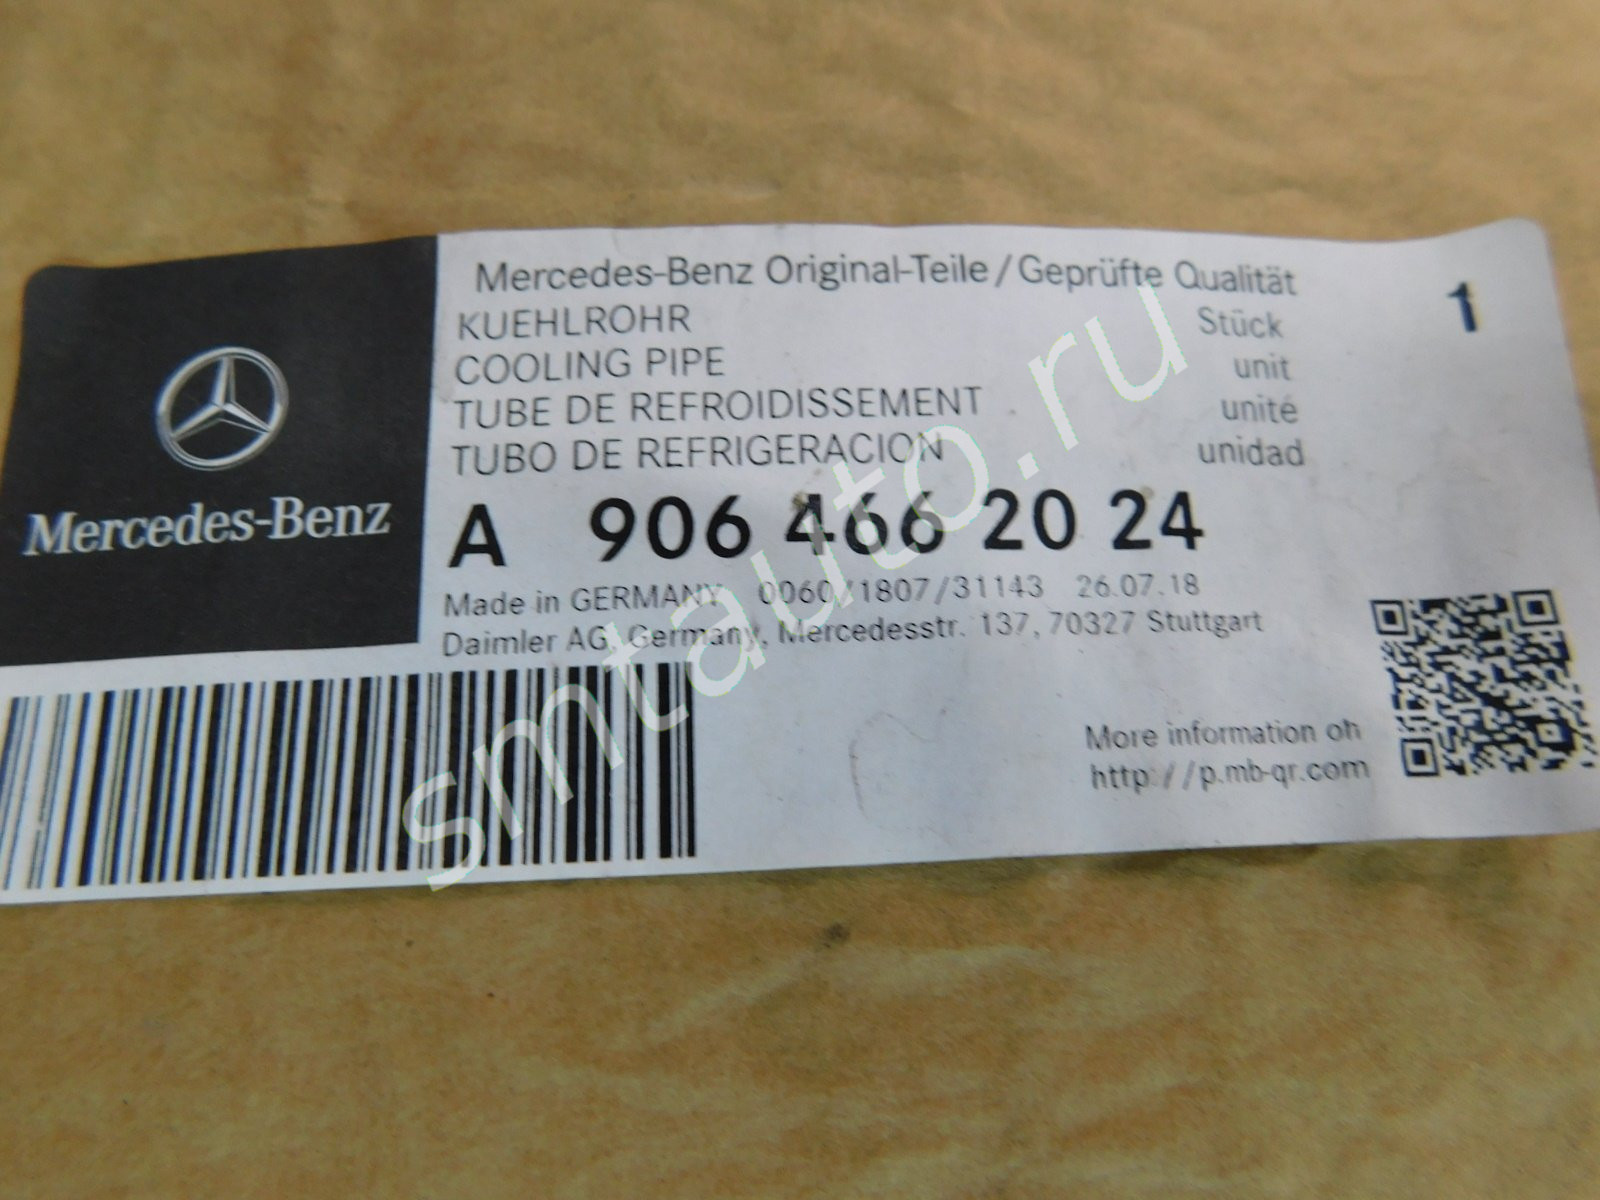 Mercedes-Benz Original-Teile/Geprüfte Qualität
KUEHLROHR Stück 1
COOLING PIPE unit
TUBE DE REFROIDISSEMENT unité
TUBO DE REFRIGERACION unidad
Mercedes-Benz
A 906 466 20 24
Made in GERMANY 0060/1807/31143 26.07.18
Daimler AG, Germany, Mercedesstr. 137, 70327 Stuttgart
More information on
http://p.mb-qr.com
smtauto.ru